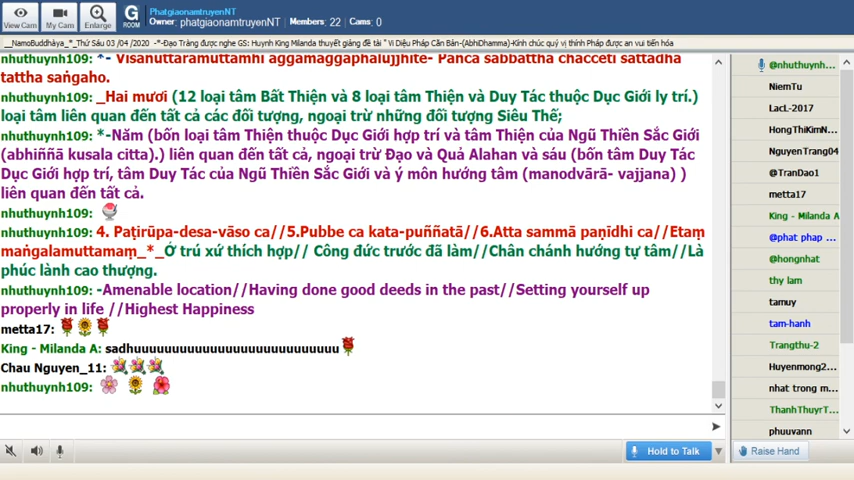 View Cam
My Cam
Enlarge
G
ROOM
PhatgiaonamtruyenNT
Owner: phatgiaonamtruyenNT | Members: 22 | Cams: 0
__NamoBuddhàya_*_Thứ Sáu 03 /04 /2020 -*-Đạo Tràng được nghe GS: Huynh King Milanda thuyết giảng đề tài " Vi Diệu Pháp Căn Bản-(AbhiDhamma)-Kính chúc quý vị thính Pháp được an vui tiến hóa
nhuthuynh109: *- Visanuttaramuttamhi aggamaggaphalujjhite- Pañca sabbattha chacceti sattadhā
tattha saṅgaho.
nhuthuynh109: _Hai mươi (12 loại tâm Bất Thiện và 8 loại tâm Thiện và Duy Tác thuộc Dục Giới ly trí.)
loại tâm liên quan đến tất cả các đối tượng, ngoại trừ những đối tượng Siêu Thế;
nhuthuynh109: *-Năm (bốn loại tâm Thiện thuộc Dục Giới hợp trí và tâm Thiện của Ngũ Thiền Sắc Giới
(abhiññā kusala citta).) liên quan đến tất cả, ngoại trừ Đạo và Quả Alahan và sáu (bốn tâm Duy Tác
Dục Giới hợp trí, tâm Duy Tác của Ngũ Thiền Sắc Giới và ý môn hướng tâm (manodvārā- vajjana) )
liên quan đến tất cả.
nhuthuynh109:
nhuthuynh109: 4. Paṭirūpa-desa-vāso ca//5.Pubbe ca kata-puññatā//6.Atta sammā paṇidhi ca//Etaṃ
maṅgalamuttamaṃ_*_Ở trú xứ thích hợp// Công đức trước đã làm//Chân chánh hướng tự tâm//Là
phúc lành cao thượng.
nhuthuynh109: -Amenable location//Having done good deeds in the past//Setting yourself up
properly in life //Highest Happiness
metta17:
King - Milanda A: sadhuuuuuuuuuuuuuuuuuuuuuuuuuuu
Chau Nguyen_11:
nhuthuynh109:
@nhuthuynh...
NiemTu
LacL-2017
HongThiKimN...
NguyenTrang04
@TranDao1
metta17
King - Milanda A
@phat phap ...
@hongnhat
thy lam
tamuy
tam-hanh
Trangthu-2
Huyenmong2...
nhat trong m...
ThanhThuyrT...
phuuvann
Hold to Talk
Raise Hand